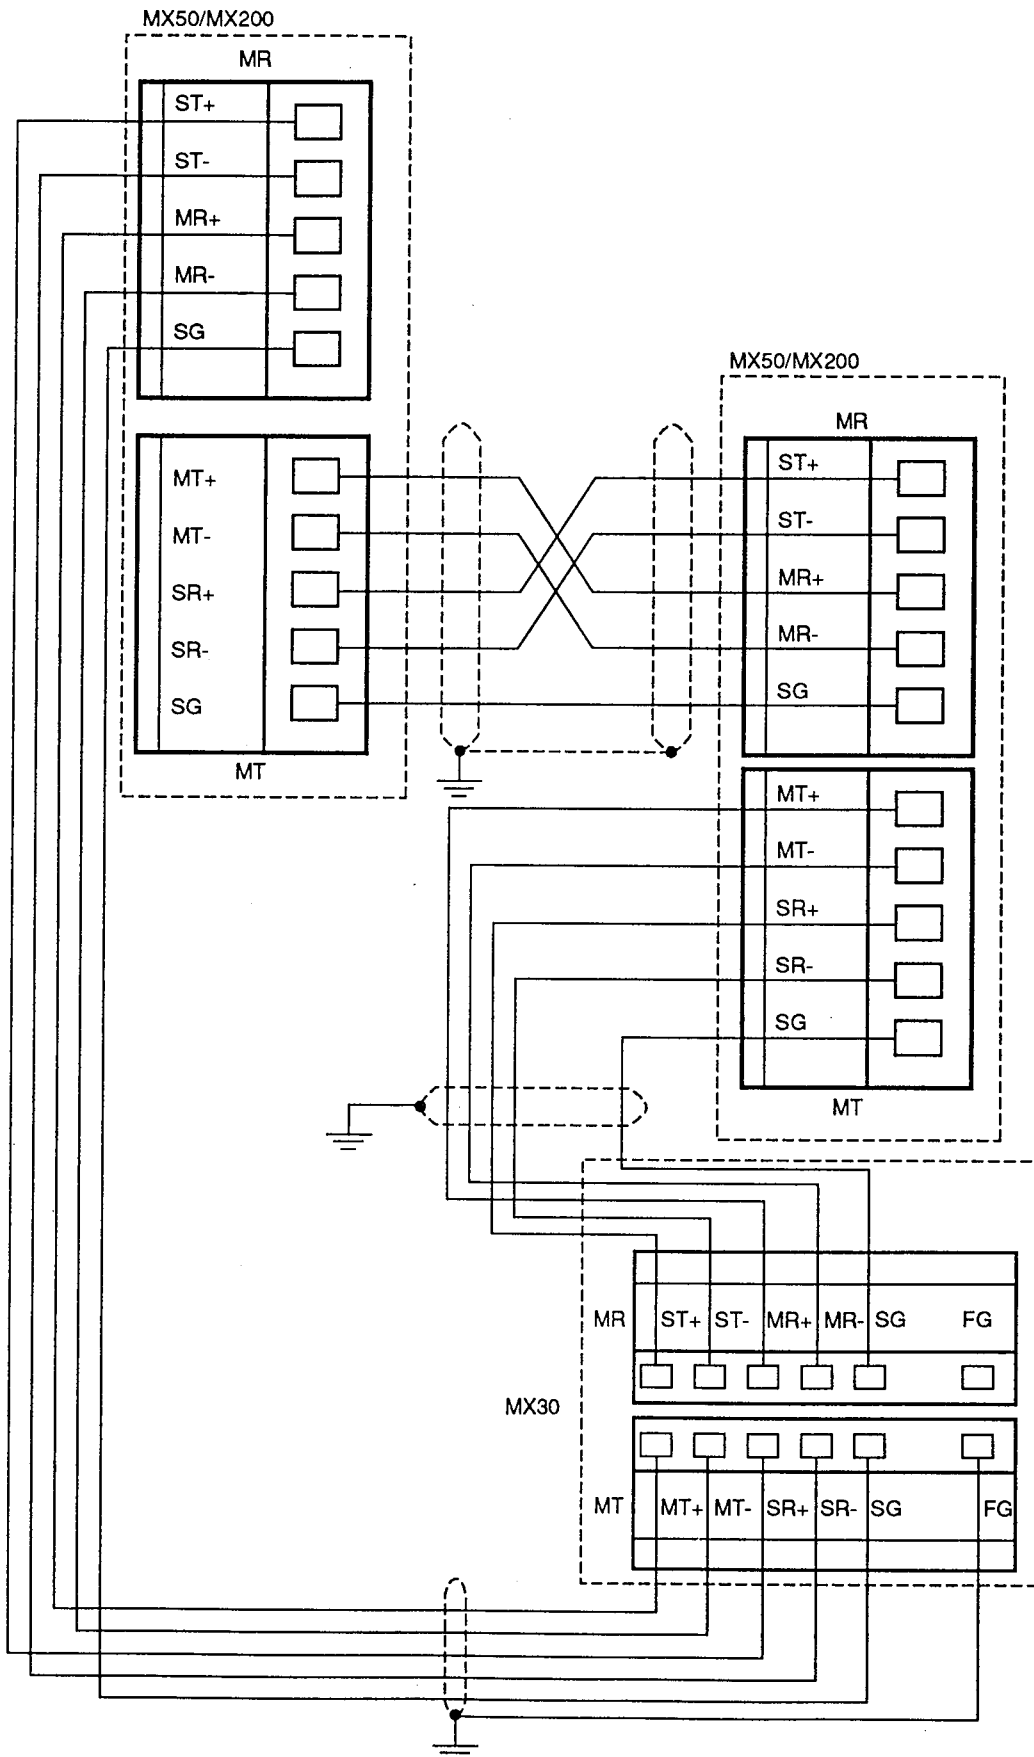 MX50/MX200
MR
ST+
ST-
MR+
MR-
SG
MT+
MT-
SR+
SR-
SG
MT
MX50/MX200
MR
ST+
ST-
MR+
MR-
SG
MT+
MT-
SR+
SR-
SG
MT
MR ST+ ST- MR+ MR- SG FG
MX30
MT MT+ MT- SR+ SR- SG FG